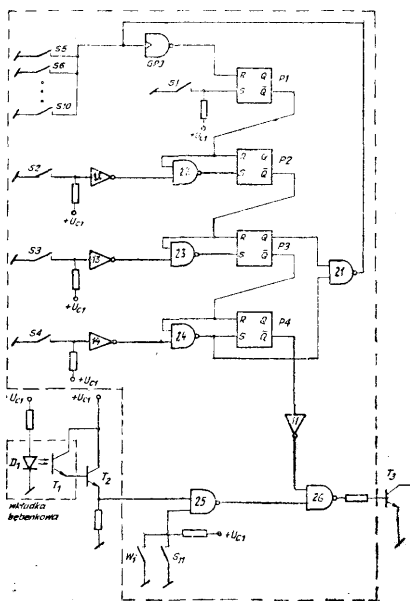 S5
S6
S10
GPJ
S1
+UC1
R Q
S Q̄
P1
S2
+UC1
22
R Q
S Q̄
P2
S3
+UC1
13
23
R Q
S Q̄
P3
21
S4
+UC1
14
24
R Q
S Q̄
P4
+UC1
+UC1
11
D1
T1
T2
wkładka
bębenkowa
25
26
T3
+UC1
Wi
S11